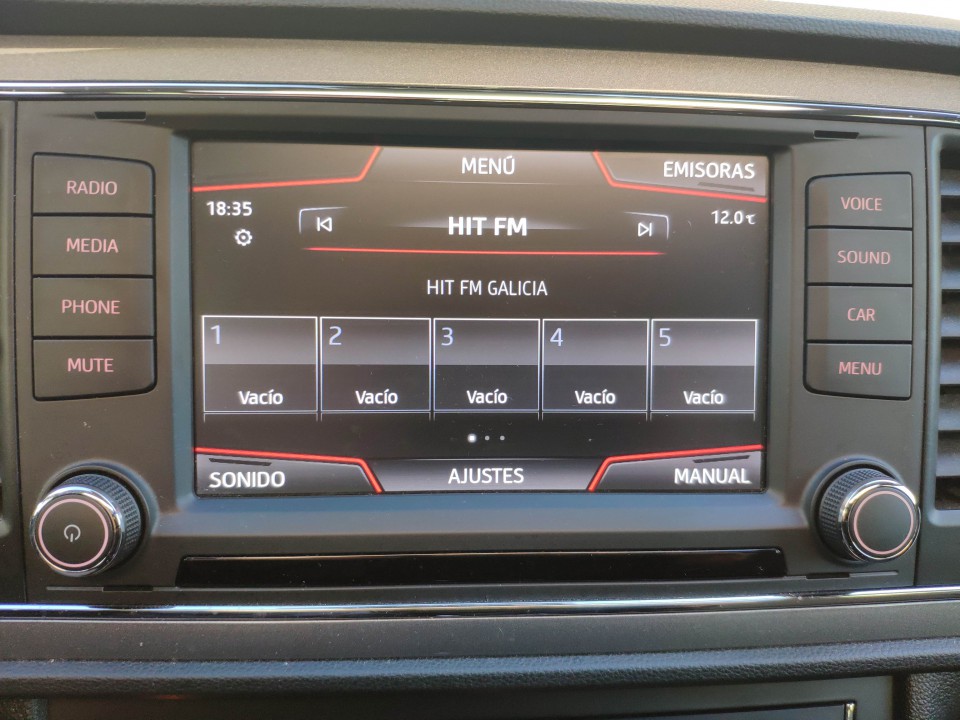 RADIO
MEDIA
PHONE
MUTE
MENÚ
EMISORAS
18:35
HIT FM
12.0 °C
HIT FM GALICIA
1
2
3
4
5
Vacío
Vacío
Vacío
Vacío
Vacío
SONIDO
AJUSTES
MANUAL
VOICE
SOUND
CAR
MENU